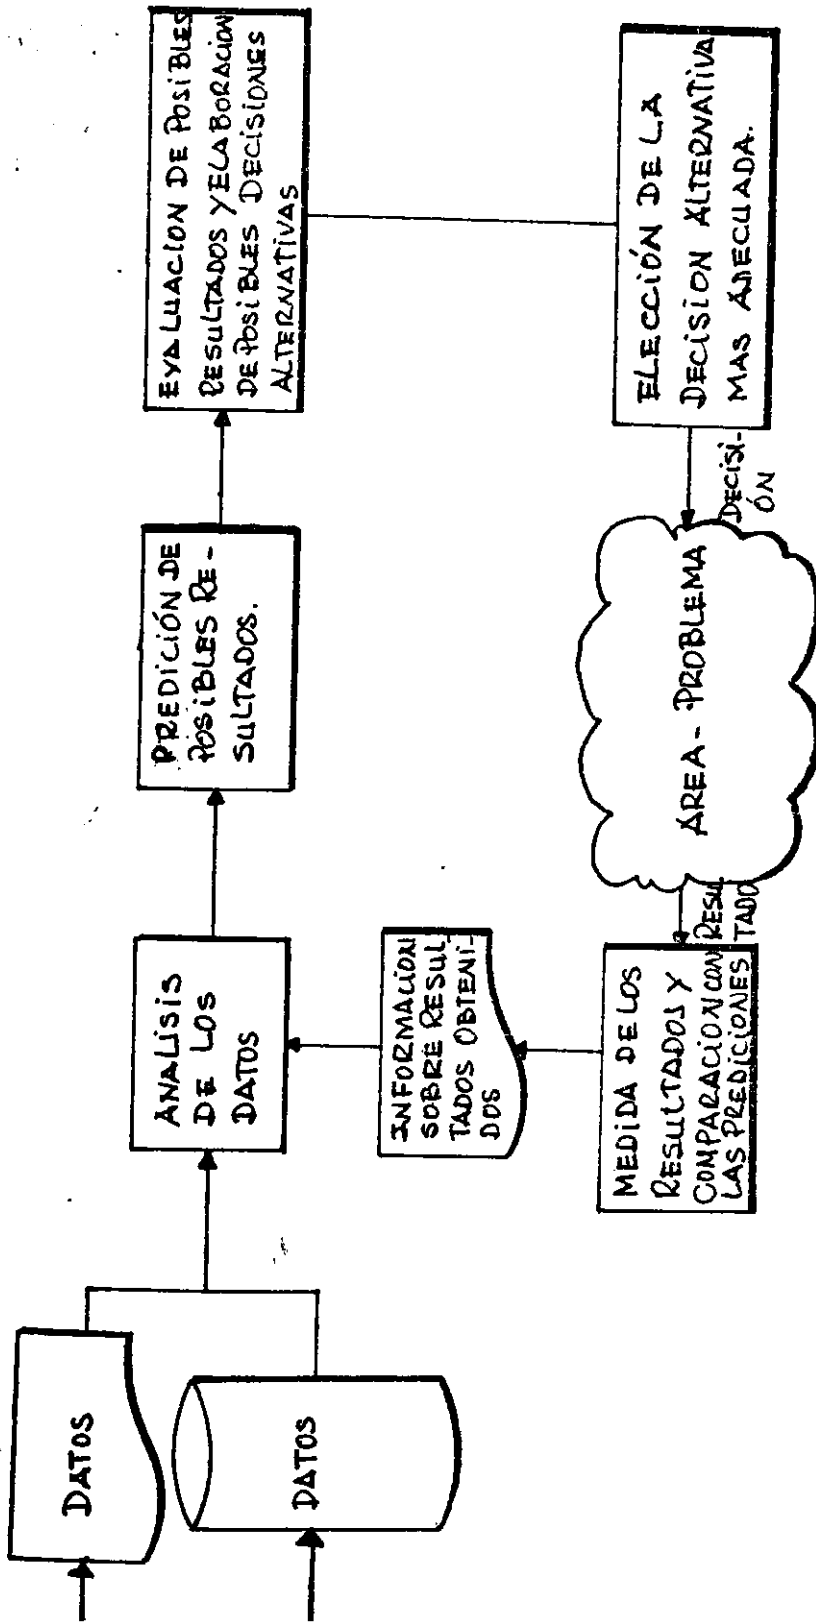 DATOS
DATOS
ANALISIS
DE LOS
DATOS
PREDICIÓN DE
POSIBLES RE-
SULTADOS.
EVALUACION DE POSIBLES
RESULTADOS Y ELABORACION
DE POSIBLES DECISIONES
ALTERNATIVAS
INFORMACION
SOBRE RESUL
TADOS OBTENI-
DOS
MEDIDA DE LOS
RESULTADOS Y
COMPARACION CON
LAS PREDICIONES
RESUL
TADO
AREA-PROBLEMA
DECISI-
ÓN
ELECCIÓN DE LA
DECISION ALTERNATIVA
MAS ADECUADA.